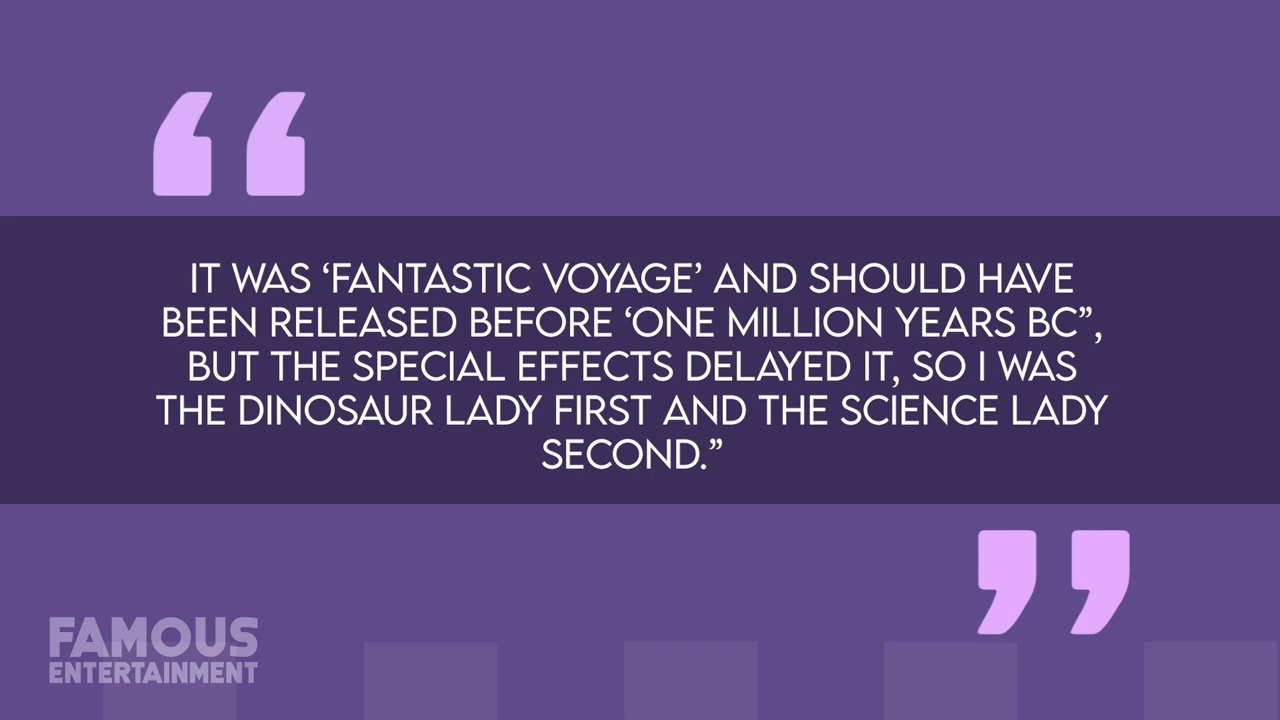 IT WAS ‘FANTASTIC VOYAGE’ AND SHOULD HAVE
BEEN RELEASED BEFORE ‘ONE MILLION YEARS BC”,
BUT THE SPECIAL EFFECTS DELAYED IT, SO I WAS
THE DINOSAUR LADY FIRST AND THE SCIENCE LADY
SECOND.”
FAMOUS
ENTERTAINMENT